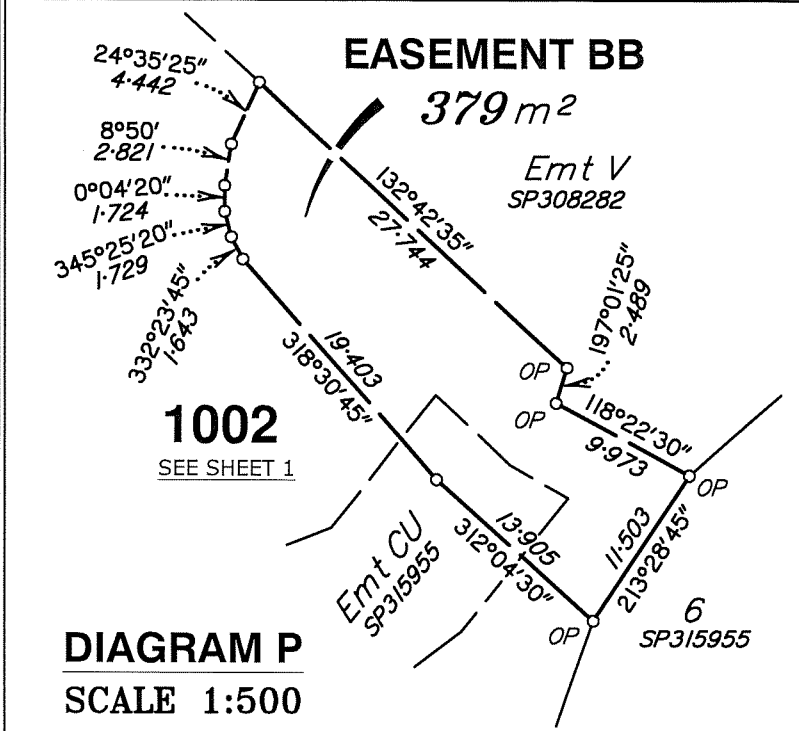 EASEMENT BB
379 m²
24°35'25"
4·442
8°50'
2·821
0°04'20"
1·724
345°25'20"
1·729
332°23'45"
1·643
132°42'35"
27·744
Emt V
SP308282
197°01'25"
2·489
OP
OP
118°22'30"
9·973
OP
19·403
318°30'45"
1002
SEE SHEET 1
Emt CU
SP315955
13·905
312°04'30"
11·503
213°28'45"
OP
6
SP315955
DIAGRAM P
SCALE 1:500